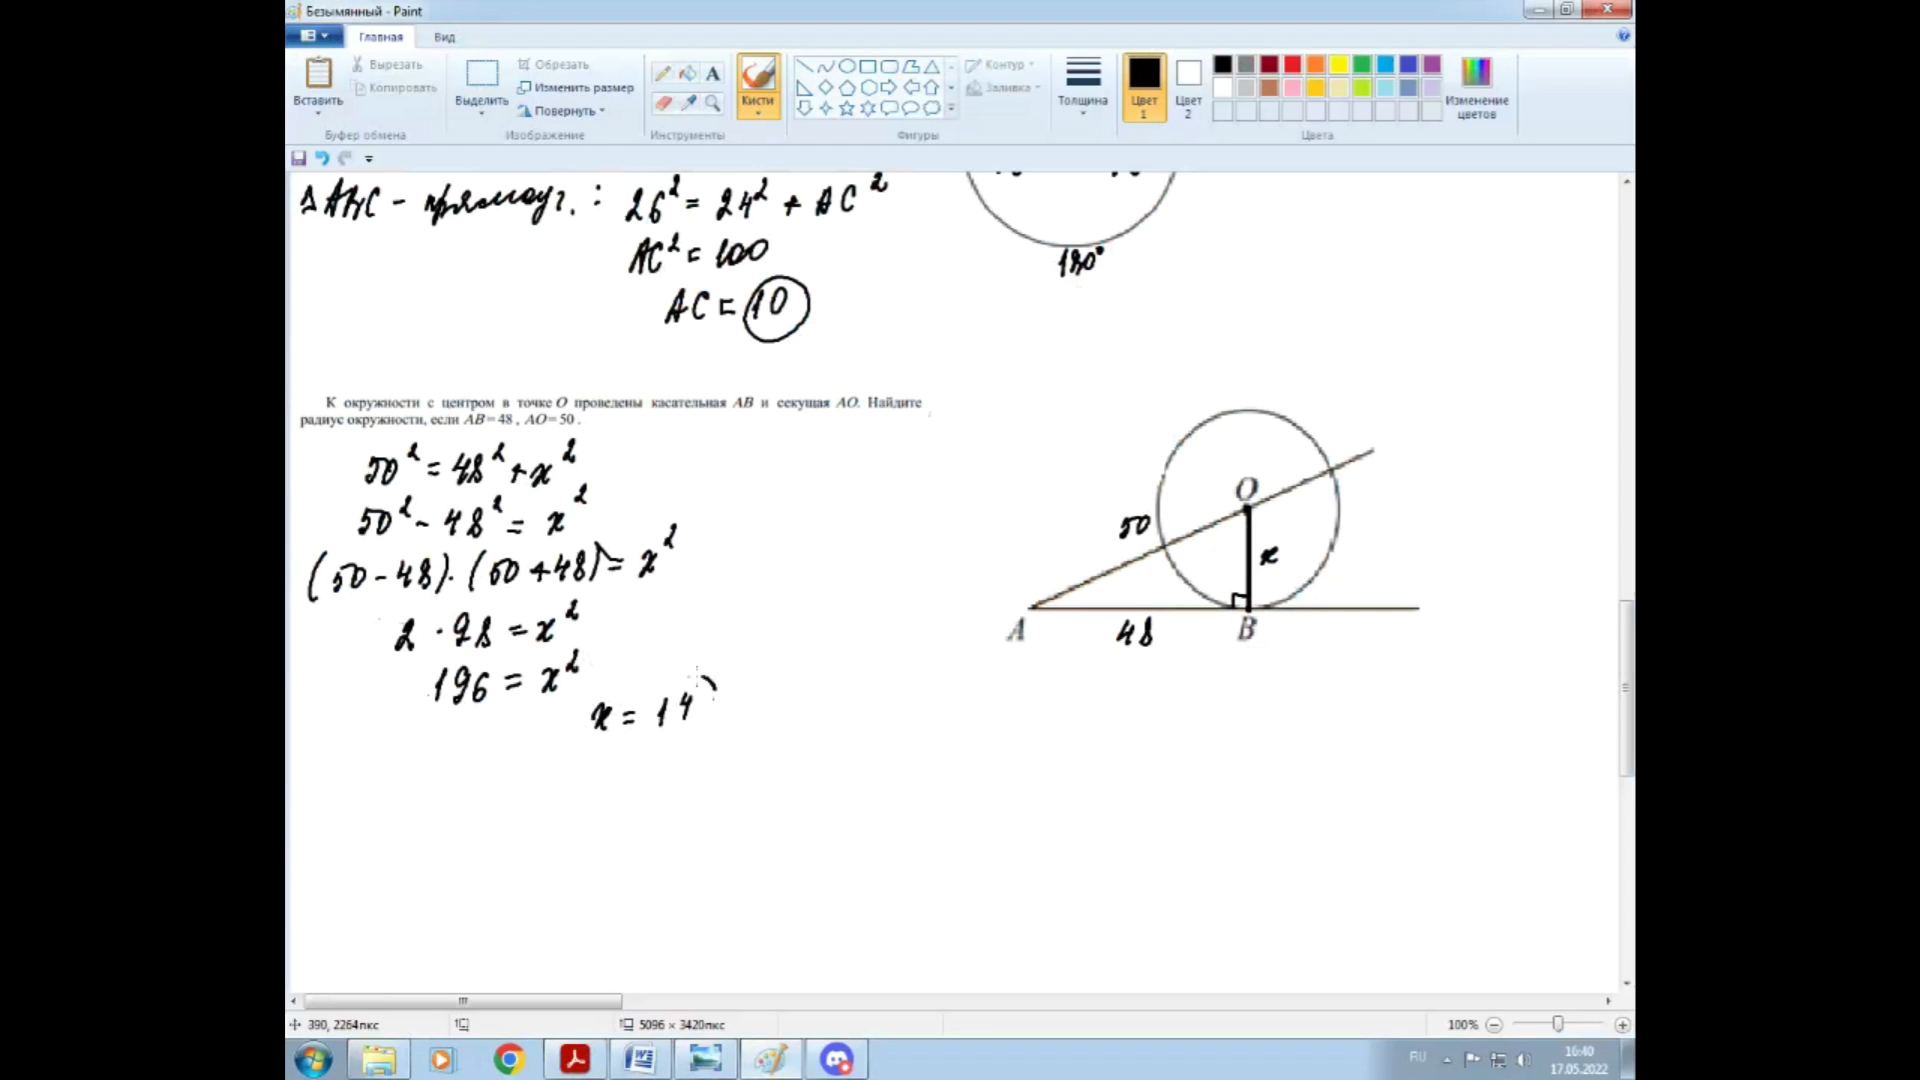 Безымянный - Paint
Главная Вид
Вставить
Вырезать
Копировать
Буфер обмена
Выделить
Обрезать
Изменить размер
Повернуть
Изображение
A
Инструменты
Кисти
Контур
Заливка
Фигуры
Толщина
Цвет 1
Цвет 2
Изменение цветов
Цвета
ΔABC - прямоуг. : 26² = 24² + AC²
AC² = 100
AC = 10
180°
К окружности с центром в точке O проведены касательная AB и секущая AO. Найдите
радиус окружности, если AB=48 , AO=50 .
50² = 48² + x²
50² - 48² = x²
(50 - 48) · (50 + 48) = x²
2 · 98 = x²
196 = x²
x = 14
O
50
x
A
48
B
390, 2264пкс
5096 × 3420пкс
100%
RU
16:40
17.05.2022